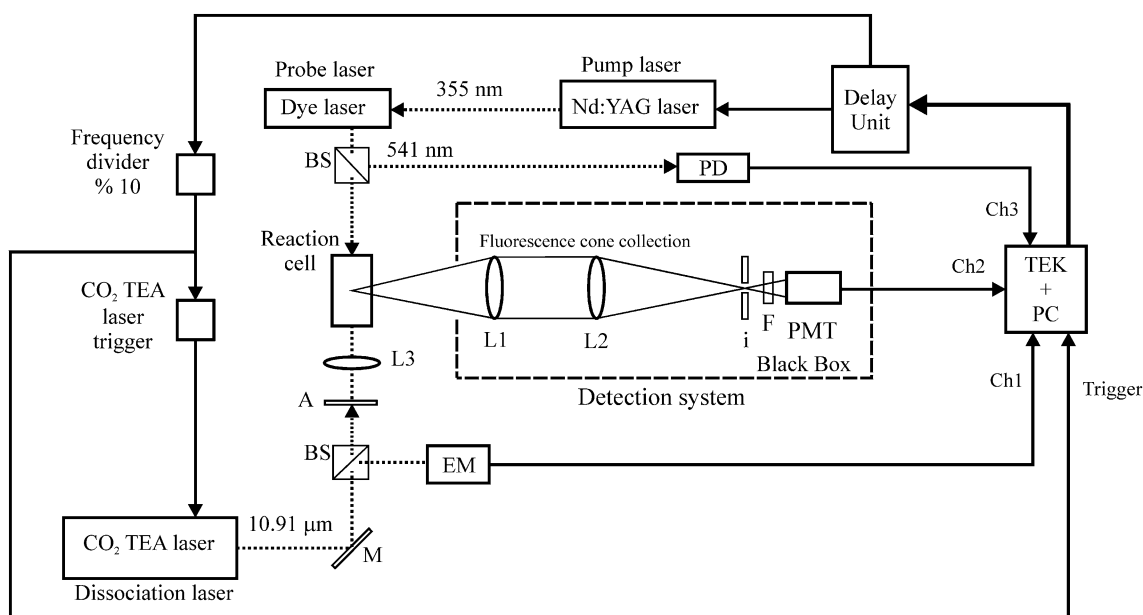 Probe laser
Dye laser
355 nm
Pump laser
Nd:YAG laser
Delay
Unit
Frequency
divider
% 10
BS
541 nm
PD
Ch3
Reaction
cell
Fluorescence cone collection
L1
L2
i
F
PMT
Black Box
Detection system
Ch2
TEK
+
PC
CO₂ TEA
laser
trigger
L3
A
Ch1
Trigger
BS
EM
10.91 μm
M
CO₂ TEA laser
Dissociation laser